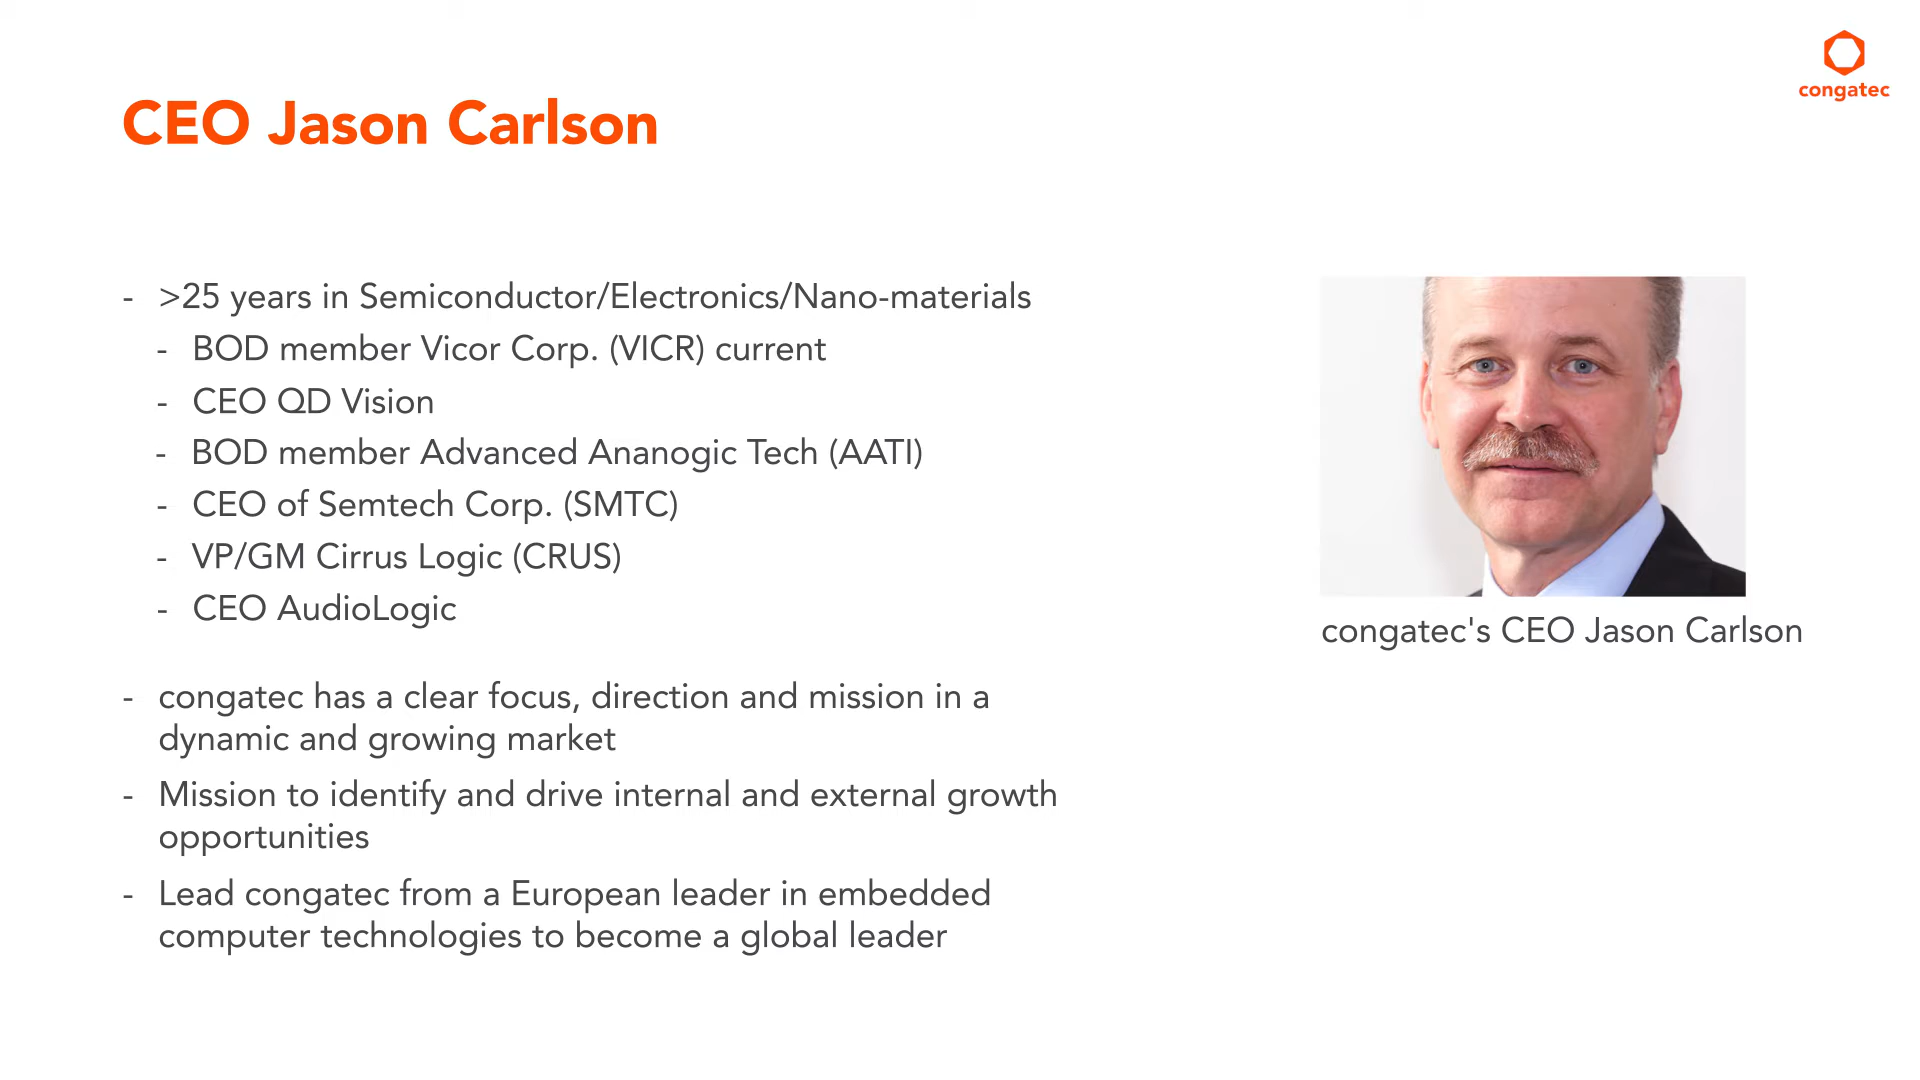 congatec
CEO Jason Carlson
- >25 years in Semiconductor/Electronics/Nano-materials
- BOD member Vicor Corp. (VICR) current
- CEO QD Vision
- BOD member Advanced Ananogic Tech (AATI)
- CEO of Semtech Corp. (SMTC)
- VP/GM Cirrus Logic (CRUS)
- CEO AudioLogic
- congatec has a clear focus, direction and mission in a
dynamic and growing market
- Mission to identify and drive internal and external growth
opportunities
- Lead congatec from a European leader in embedded
computer technologies to become a global leader
congatec's CEO Jason Carlson